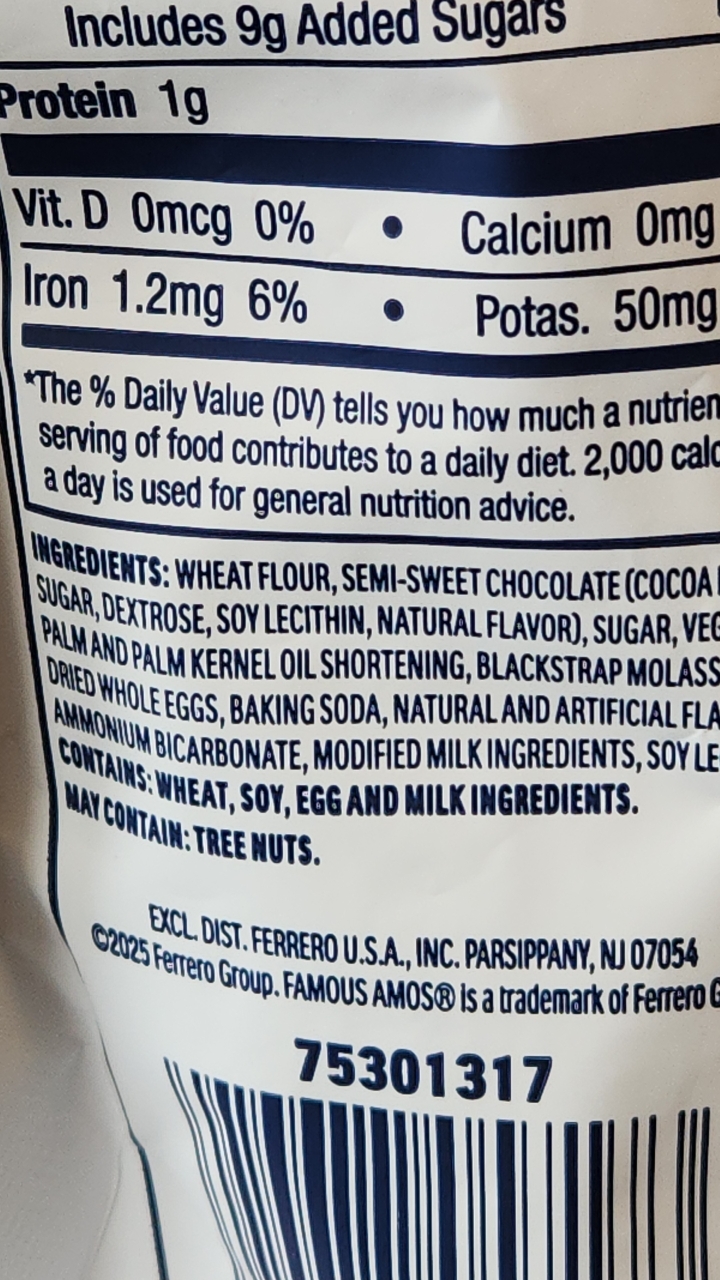 Includes 9g Added Sugars
Protein 1g
Vit. D 0mcg 0% • Calcium 0mg
Iron 1.2mg 6% • Potas. 50mg
*The % Daily Value (DV) tells you how much a nutrien
serving of food contributes to a daily diet. 2,000 calo
a day is used for general nutrition advice.
INGREDIENTS: WHEAT FLOUR, SEMI-SWEET CHOCOLATE (COCOA
SUGAR, DEXTROSE, SOY LECITHIN, NATURAL FLAVOR), SUGAR, VEG
PALM AND PALM KERNEL OIL SHORTENING, BLACKSTRAP MOLASS
DRIED WHOLE EGGS, BAKING SODA, NATURAL AND ARTIFICIAL FLA
AMMONIUM BICARBONATE, MODIFIED MILK INGREDIENTS, SOY LE
CONTAINS: WHEAT, SOY, EGG AND MILK INGREDIENTS.
MAY CONTAIN: TREE NUTS.
EXCL. DIST. FERRERO U.S.A., INC. PARSIPPANY, NJ 07054
©2025 Ferrero Group. FAMOUS AMOS® is a trademark of Ferrero G
75301317